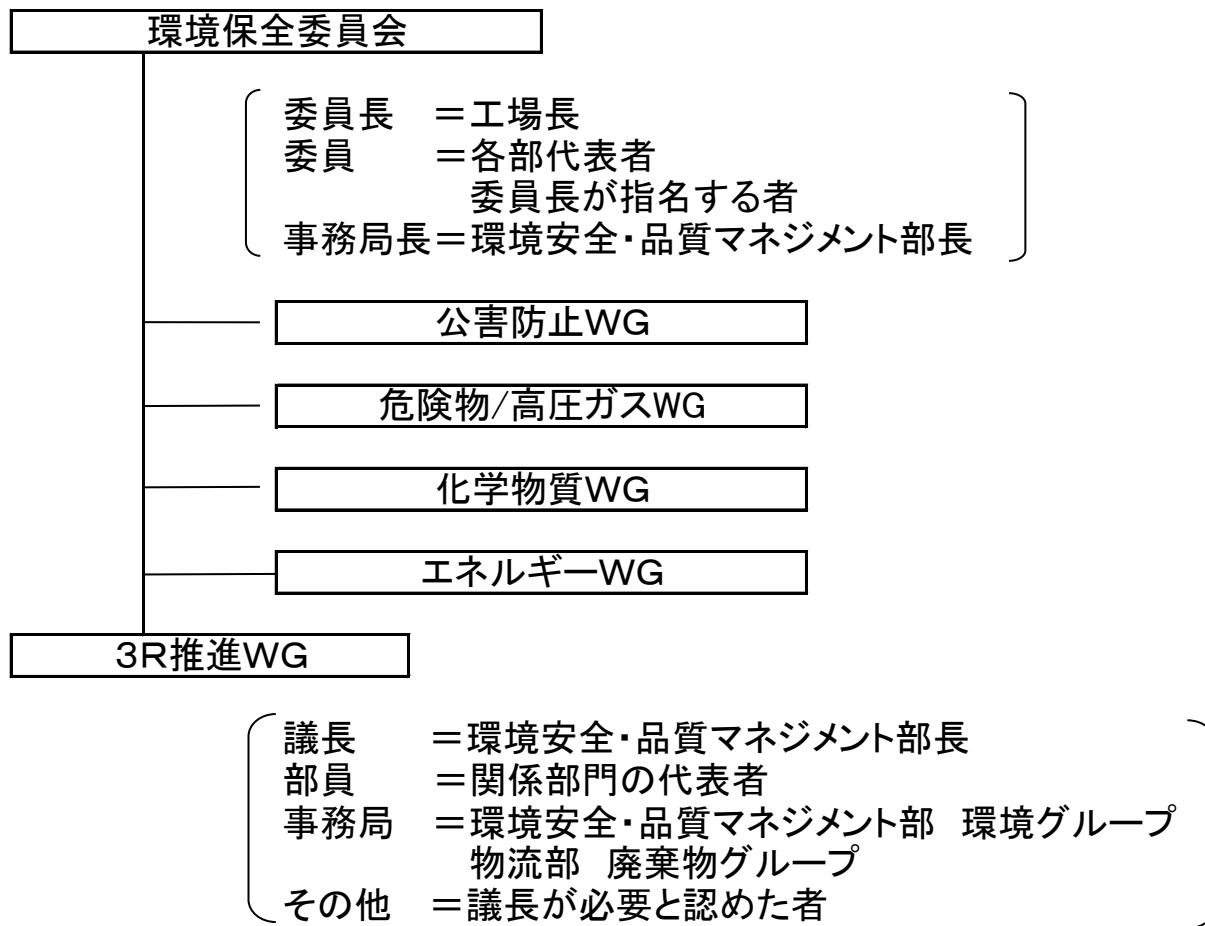 環境保全委員会
委員長　＝工場長
委員　　＝各部代表者
委員長が指名する者
事務局長＝環境安全・品質マネジメント部長
公害防止ＷＧ
危険物/高圧ガスWG
化学物質ＷＧ
エネルギーＷＧ
３Ｒ推進ＷＧ
議長　　＝環境安全・品質マネジメント部長
部員　　＝関係部門の代表者
事務局　＝環境安全・品質マネジメント部　環境グループ
物流部　廃棄物グループ
その他　＝議長が必要と認めた者